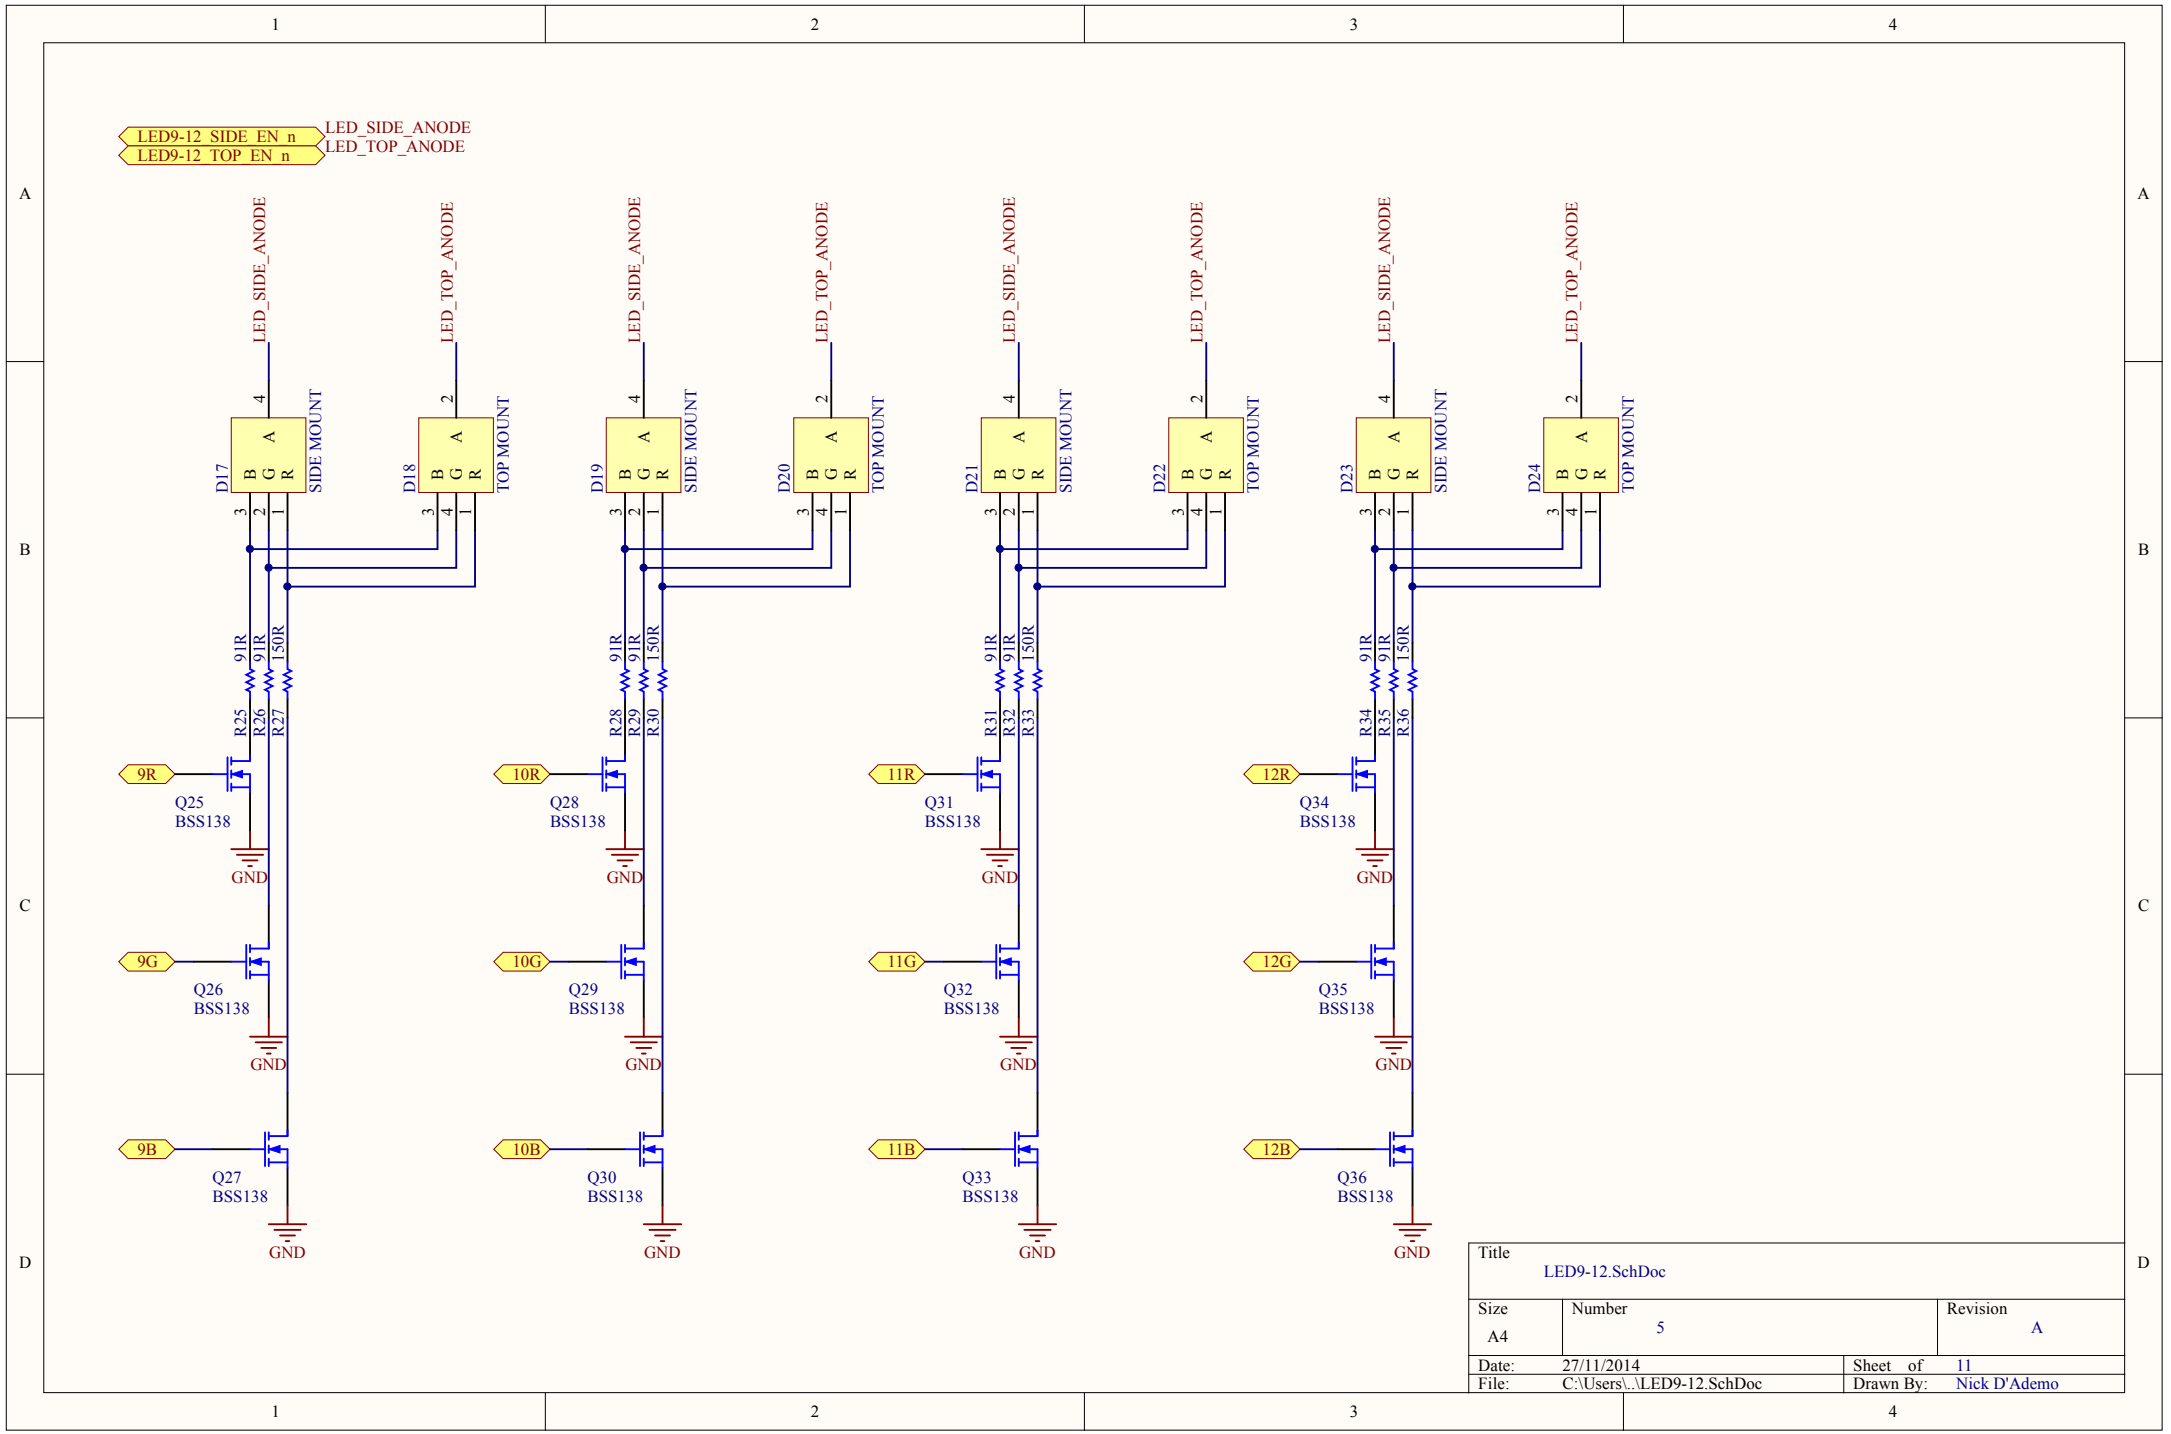 1 2 3 4
A A
B B
C C
D D
LED9-12_SIDE_EN_n LED_SIDE_ANODE
LED9-12_TOP_EN_n LED_TOP_ANODE
LED_SIDE_ANODE LED_TOP_ANODE LED_SIDE_ANODE LED_TOP_ANODE LED_SIDE_ANODE LED_TOP_ANODE LED_SIDE_ANODE LED_TOP_ANODE
4 2 4 2 4 2 4 2
D17 A B G R SIDE MOUNT
D18 A B G R TOP MOUNT
D19 A B G R SIDE MOUNT
D20 A B G R TOP MOUNT
D21 A B G R SIDE MOUNT
D22 A B G R TOP MOUNT
D23 A B G R SIDE MOUNT
D24 A B G R TOP MOUNT
3 2 1 3 4 1 3 2 1 3 4 1 3 2 1 3 4 1 3 2 1 3 4 1
91R 91R 150R 91R 91R 150R 91R 91R 150R 91R 91R 150R
R25 R26 R27 R28 R29 R30 R31 R32 R33 R34 R35 R36
9R 10R 11R 12R
Q25 Q28 Q31 Q34
BSS138 BSS138 BSS138 BSS138
GND GND GND GND
9G 10G 11G 12G
Q26 Q29 Q32 Q35
BSS138 BSS138 BSS138 BSS138
GND GND GND GND
9B 10B 11B 12B
Q27 Q30 Q33 Q36
BSS138 BSS138 BSS138 BSS138
GND GND GND GND
Title
LED9-12.SchDoc
Size Number Revision
A4 5 A
Date: 27/11/2014 Sheet of 11
File: C:\Users\..\LED9-12.SchDoc Drawn By: Nick D'Ademo
1 2 3 4